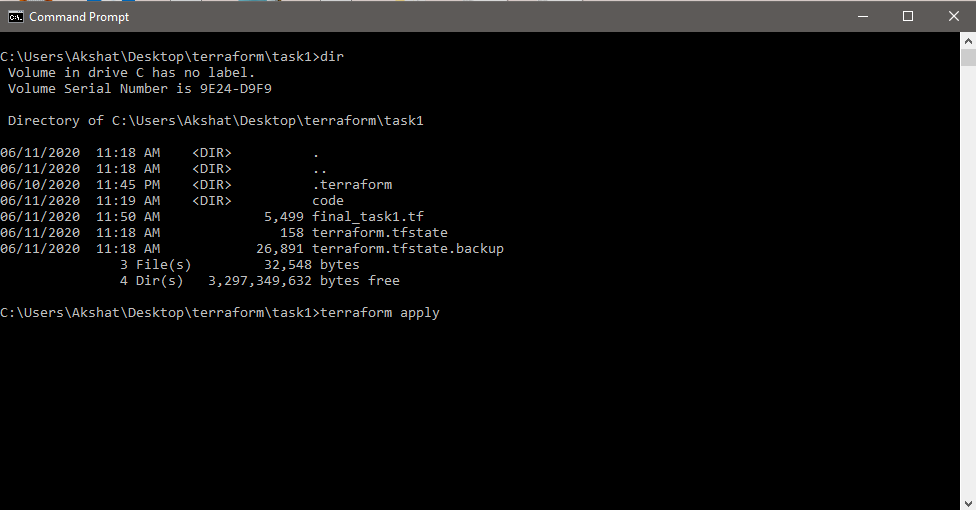 Command Prompt
C:\Users\Akshat\Desktop\terraform\task1>dir
Volume in drive C has no label.
Volume Serial Number is 9E24-D9F9
Directory of C:\Users\Akshat\Desktop\terraform\task1
06/11/2020  11:18 AM    <DIR>          .
06/11/2020  11:18 AM    <DIR>          ..
06/10/2020  11:45 PM    <DIR>          .terraform
06/11/2020  11:19 AM    <DIR>          code
06/11/2020  11:50 AM             5,499 final_task1.tf
06/11/2020  11:18 AM               158 terraform.tfstate
06/11/2020  11:18 AM            26,891 terraform.tfstate.backup
3 File(s)         32,548 bytes
4 Dir(s)   3,297,349,632 bytes free
C:\Users\Akshat\Desktop\terraform\task1>terraform apply